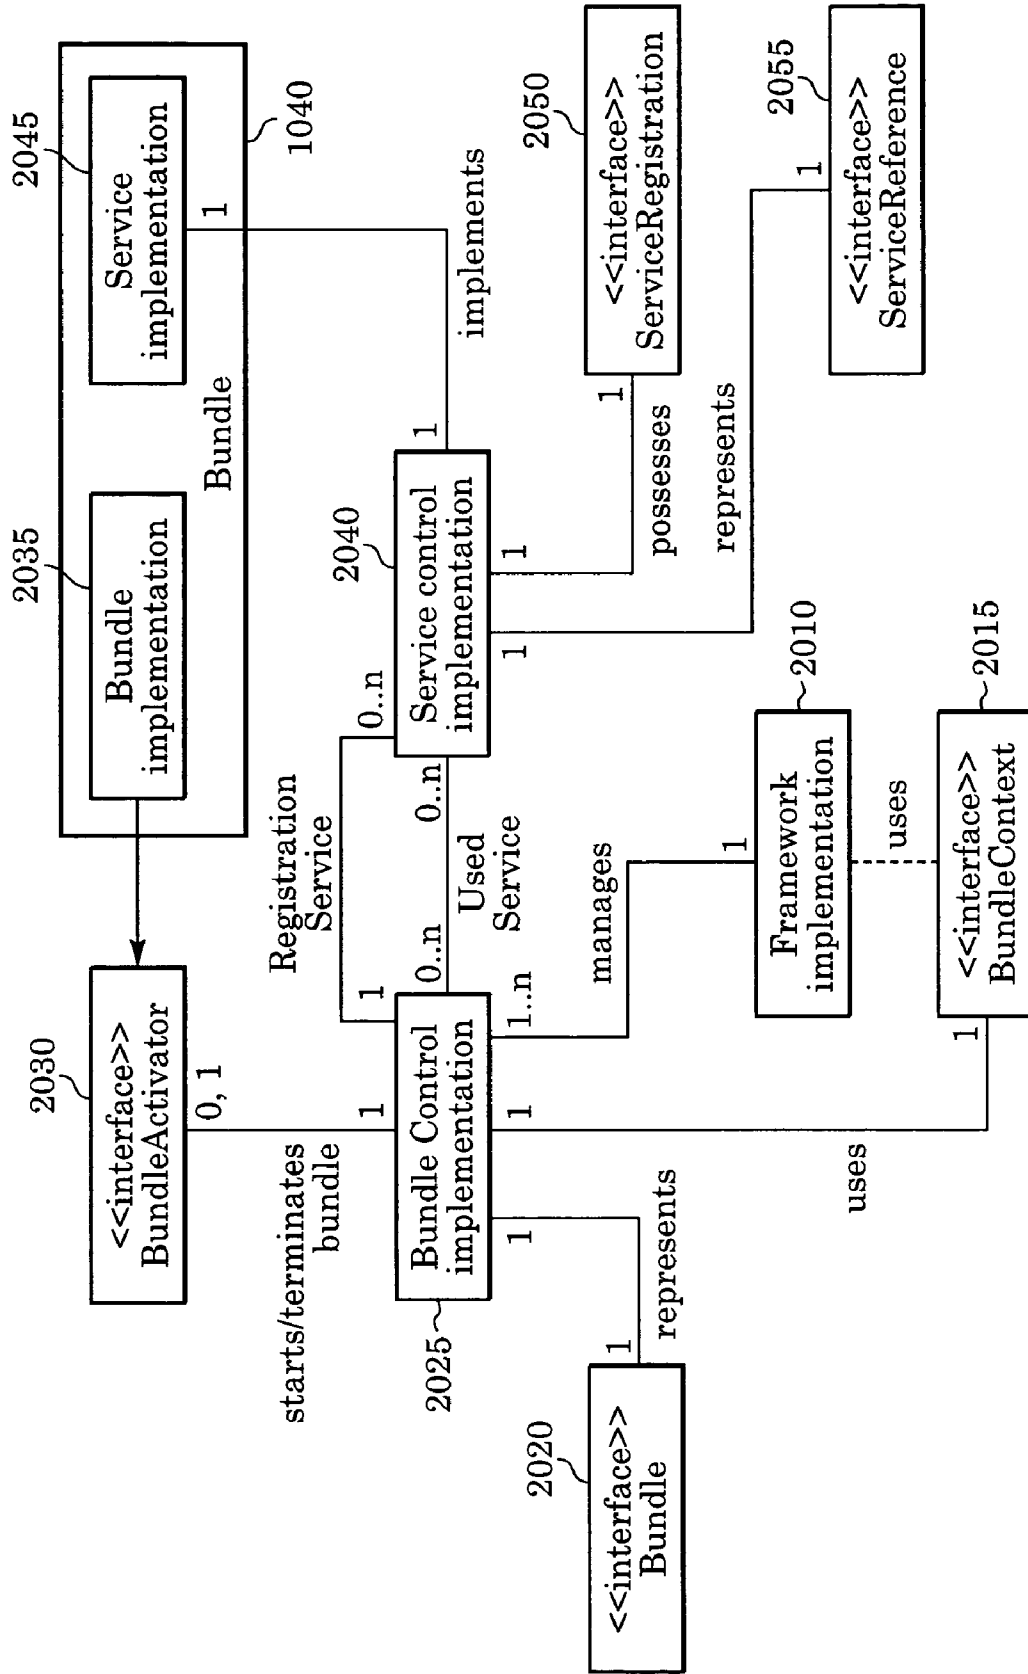 2030
<<interface>>
BundleActivator
0, 1
2035
Bundle
implementation
2045
Service
implementation
Bundle
1040
starts/terminates
bundle
1
Registration
Service
1
0..n
2040
implements
1
1
2025
Bundle Control
implementation
0..n
Used
Service
0..n
Service control
implementation
2020
<<interface>>
Bundle
1
represents
1
1
uses
1
1..n
manages
1
Framework
implementation
2010
uses
<<interface>>
BundleContext
2015
1
possesses
1
2050
<<interface>>
ServiceRegistration
1
represents
1
2055
<<interface>>
ServiceReference